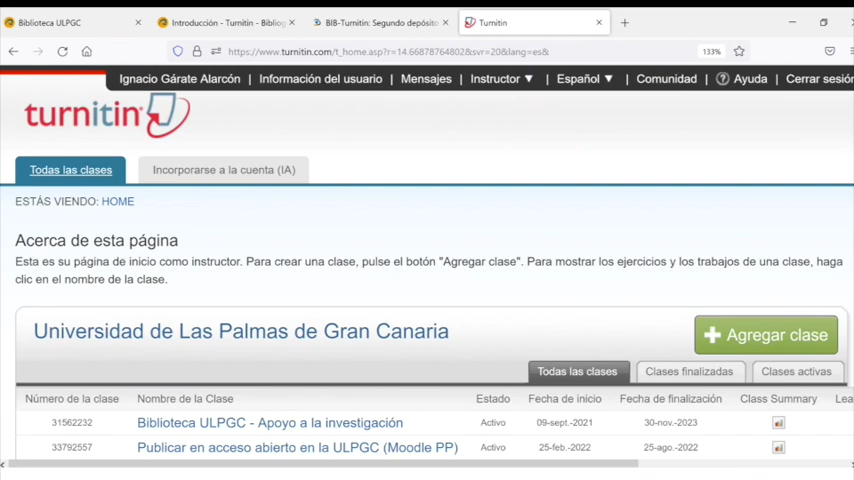 Biblioteca ULPGC
Introducción - Turnitin - Bibliog
BIB-Turnitin: Segundo depósito
Turnitin
https://www.turnitin.com/t_home.asp?r=14.66878764802&svr=20&lang=es&
133%
Ignacio Gárate Alarcón | Información del usuario | Mensajes | Instructor ▼ | Español ▼ | Comunidad | ? Ayuda | Cerrar sesión
turnitin
Todas las clases
Incorporarse a la cuenta (IA)
ESTÁS VIENDO: HOME
Acerca de esta página
Esta es su página de inicio como instructor. Para crear una clase, pulse el botón "Agregar clase". Para mostrar los ejercicios y los trabajos de una clase, haga
clic en el nombre de la clase.
Universidad de Las Palmas de Gran Canaria
+ Agregar clase
Todas las clases
Clases finalizadas
Clases activas
Número de la clase Nombre de la Clase Estado Fecha de inicio Fecha de finalización Class Summary Lea
31562232 Biblioteca ULPGC - Apoyo a la investigación Activo 09-sept.-2021 30-nov.-2023
33792557 Publicar en acceso abierto en la ULPGC (Moodle PP) Activo 25-feb.-2022 25-ago.-2022